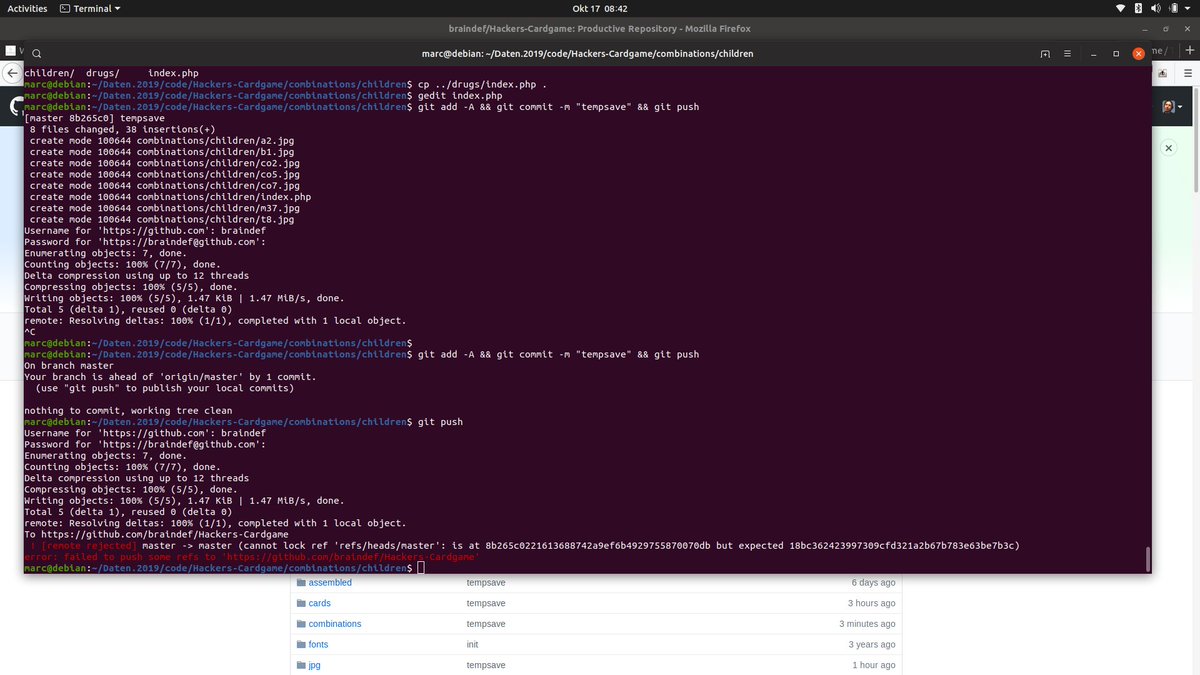 Activities Terminal Okt 17 08:42
braindef/Hackers-Cardgame: Productive Repository - Mozilla Firefox
marc@debian: ~/Daten.2019/code/Hackers-Cardgame/combinations/children
children/ drugs/ index.php
marc@debian:~/Daten.2019/code/Hackers-Cardgame/combinations/children$ cp ../drugs/index.php .
marc@debian:~/Daten.2019/code/Hackers-Cardgame/combinations/children$ gedit index.php
marc@debian:~/Daten.2019/code/Hackers-Cardgame/combinations/children$ git add -A && git commit -m "tempsave" && git push
[master 8b265c0] tempsave
8 files changed, 38 insertions(+)
create mode 100644 combinations/children/a2.jpg
create mode 100644 combinations/children/b1.jpg
create mode 100644 combinations/children/co2.jpg
create mode 100644 combinations/children/co5.jpg
create mode 100644 combinations/children/co7.jpg
create mode 100644 combinations/children/index.php
create mode 100644 combinations/children/m37.jpg
create mode 100644 combinations/children/t8.jpg
Username for 'https://github.com': braindef
Password for 'https://braindef@github.com':
Enumerating objects: 7, done.
Counting objects: 100% (7/7), done.
Delta compression using up to 12 threads
Compressing objects: 100% (5/5), done.
Writing objects: 100% (5/5), 1.47 KiB | 1.47 MiB/s, done.
Total 5 (delta 1), reused 0 (delta 0)
remote: Resolving deltas: 100% (1/1), completed with 1 local object.
^C
marc@debian:~/Daten.2019/code/Hackers-Cardgame/combinations/children$
marc@debian:~/Daten.2019/code/Hackers-Cardgame/combinations/children$ git add -A && git commit -m "tempsave" && git push
On branch master
Your branch is ahead of 'origin/master' by 1 commit.
(use "git push" to publish your local commits)
nothing to commit, working tree clean
marc@debian:~/Daten.2019/code/Hackers-Cardgame/combinations/children$ git push
Username for 'https://github.com': braindef
Password for 'https://braindef@github.com':
Enumerating objects: 7, done.
Counting objects: 100% (7/7), done.
Delta compression using up to 12 threads
Compressing objects: 100% (5/5), done.
Writing objects: 100% (5/5), 1.47 KiB | 1.47 MiB/s, done.
Total 5 (delta 1), reused 0 (delta 0)
remote: Resolving deltas: 100% (1/1), completed with 1 local object.
To https://github.com/braindef/Hackers-Cardgame
! [remote rejected] master -> master (cannot lock ref 'refs/heads/master': is at 8b265c0221613688742a9ef6b4929755870070db but expected 18bc362423997309cfd321a2b67b783e63be7b3c)
error: failed to push some refs to 'https://github.com/braindef/Hackers-Cardgame'
marc@debian:~/Daten.2019/code/Hackers-Cardgame/combinations/children$
assembled tempsave 6 days ago
cards tempsave 3 hours ago
combinations tempsave 3 minutes ago
fonts init 3 years ago
jpg tempsave 1 hour ago